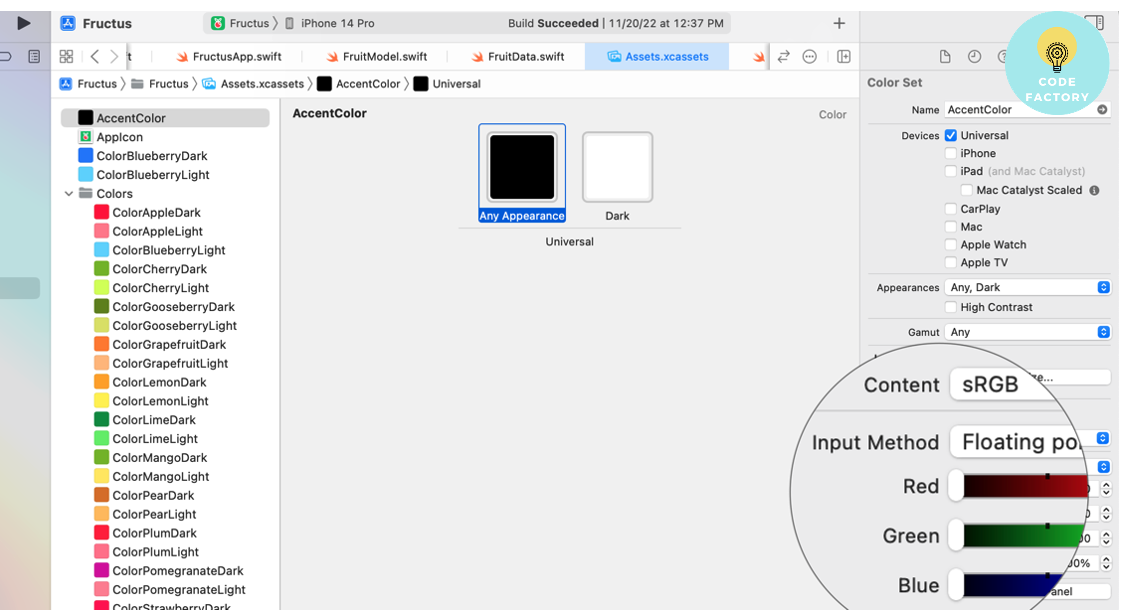 Fructus
Fructus
iPhone 14 Pro
Build Succeeded | 11/20/22 at 12:37 PM
FructusApp.swift
FruitModel.swift
FruitData.swift
Assets.xcassets
Fructus
Fructus
Assets.xcassets
AccentColor
Universal
AccentColor
AppIcon
ColorBlueberryDark
ColorBlueberryLight
Colors
ColorAppleDark
ColorAppleLight
ColorBlueberryLight
ColorCherryDark
ColorCherryLight
ColorGooseberryDark
ColorGooseberryLight
ColorGrapefruitDark
ColorGrapefruitLight
ColorLemonDark
ColorLemonLight
ColorLimeDark
ColorLimeLight
ColorMangoDark
ColorMangoLight
ColorPearDark
ColorPearLight
ColorPlumDark
ColorPlumLight
ColorPomegranateDark
ColorPomegranateLight
ColorStrawberryDark
AccentColor
Color
Any Appearance
Dark
Universal
CODE
FACTORY
Color Set
Name AccentColor
Devices Universal
iPhone
iPad (and Mac Catalyst)
Mac Catalyst Scaled
CarPlay
Mac
Apple Watch
Apple TV
Appearances Any, Dark
High Contrast
Gamut Any
Content sRGB
Input Method Floating po
Red
Green
Blue